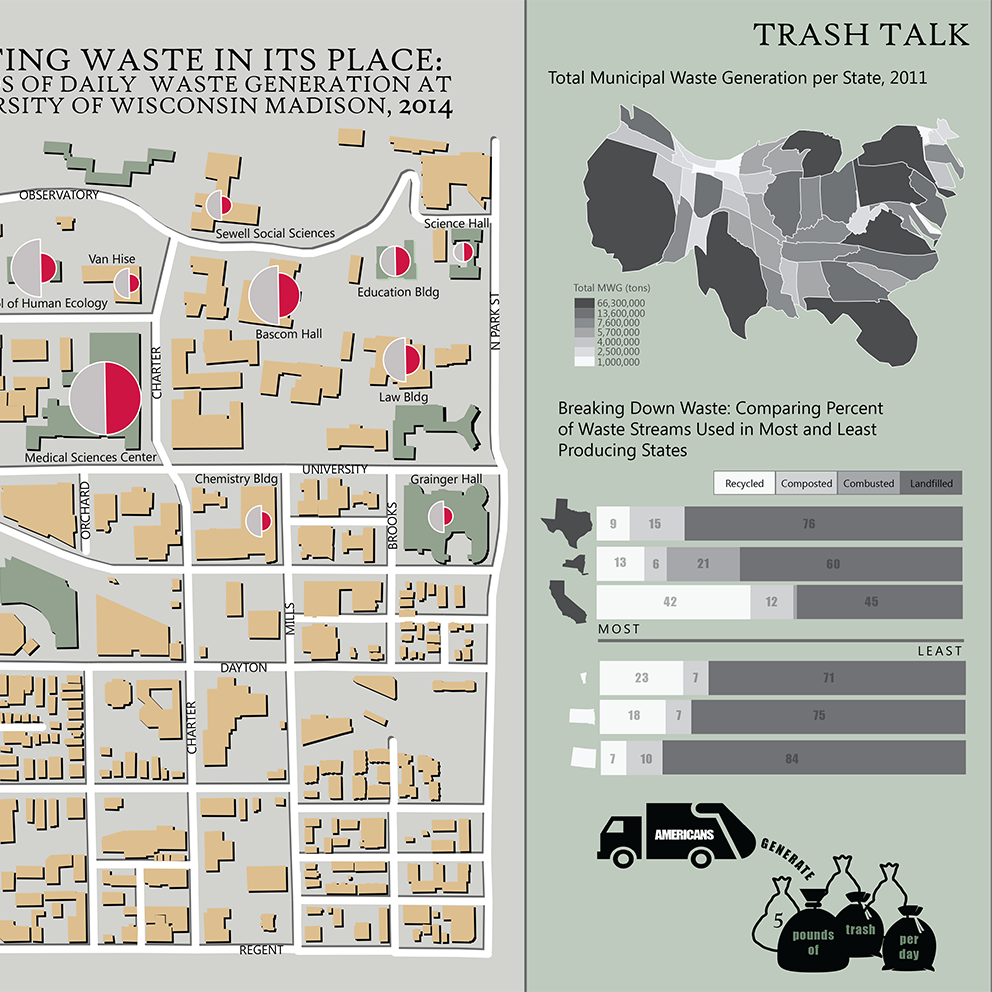 TING WASTE IN ITS PLACE:
S OF DAILY WASTE GENERATION AT
RSITY OF WISCONSIN MADISON, 2014
OBSERVATORY
Sewell Social Sciences
Science Hall
Van Hise
ol of Human Ecology
Education Bldg
Bascom Hall
N PARK ST
CHARTER
Law Bldg
Medical Sciences Center
UNIVERSITY
Chemistry Bldg
Grainger Hall
ORCHARD
BROOKS
MILLS
DAYTON
CHARTER
REGENT
TRASH TALK
Total Municipal Waste Generation per State, 2011
Total MWG (tons)
66,300,000
13,600,000
7,600,000
5,700,000
4,000,000
2,500,000
1,000,000
Breaking Down Waste: Comparing Percent
of Waste Streams Used in Most and Least
Producing States
Recycled Composted Combusted Landfilled
9 15 76
13 6 21 60
42 12 45
MOST
LEAST
23 7 71
18 7 75
7 10 84
AMERICANS
GENERATE
5
pounds
of
trash
per
day